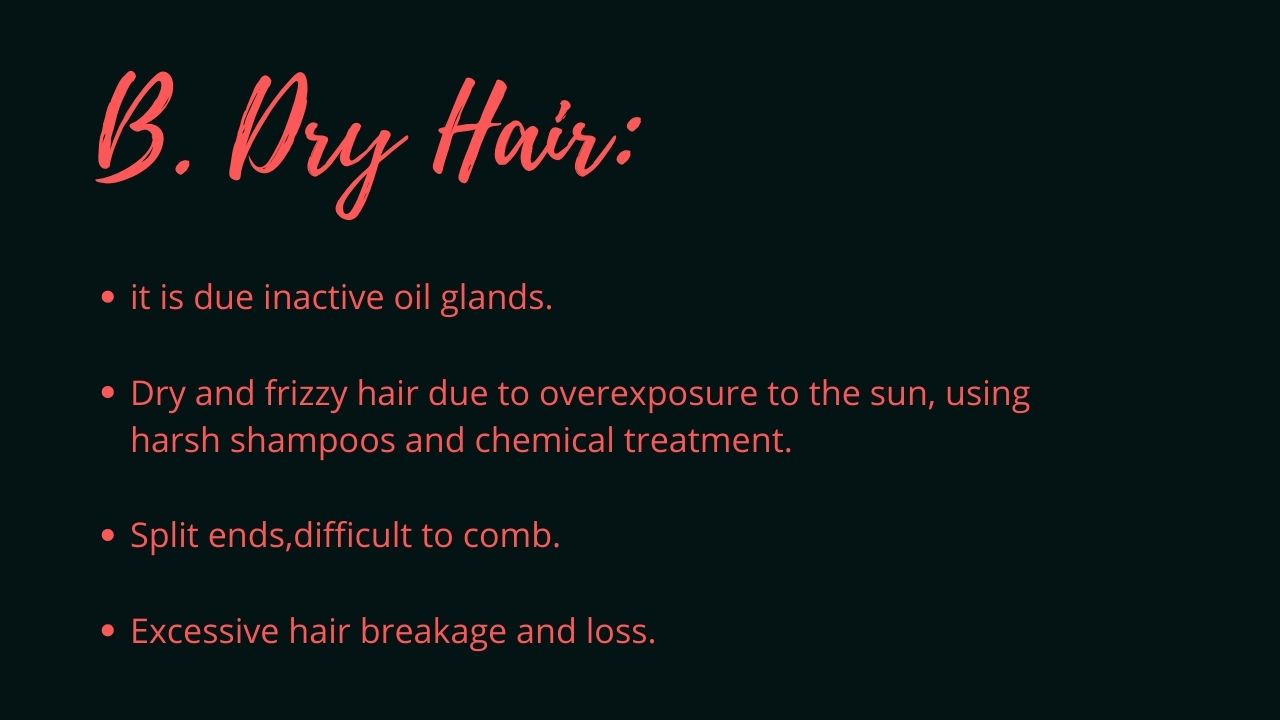 B. Dry Hair:
• it is due inactive oil glands.
• Dry and frizzy hair due to overexposure to the sun, using
harsh shampoos and chemical treatment.
• Split ends,difficult to comb.
• Excessive hair breakage and loss.